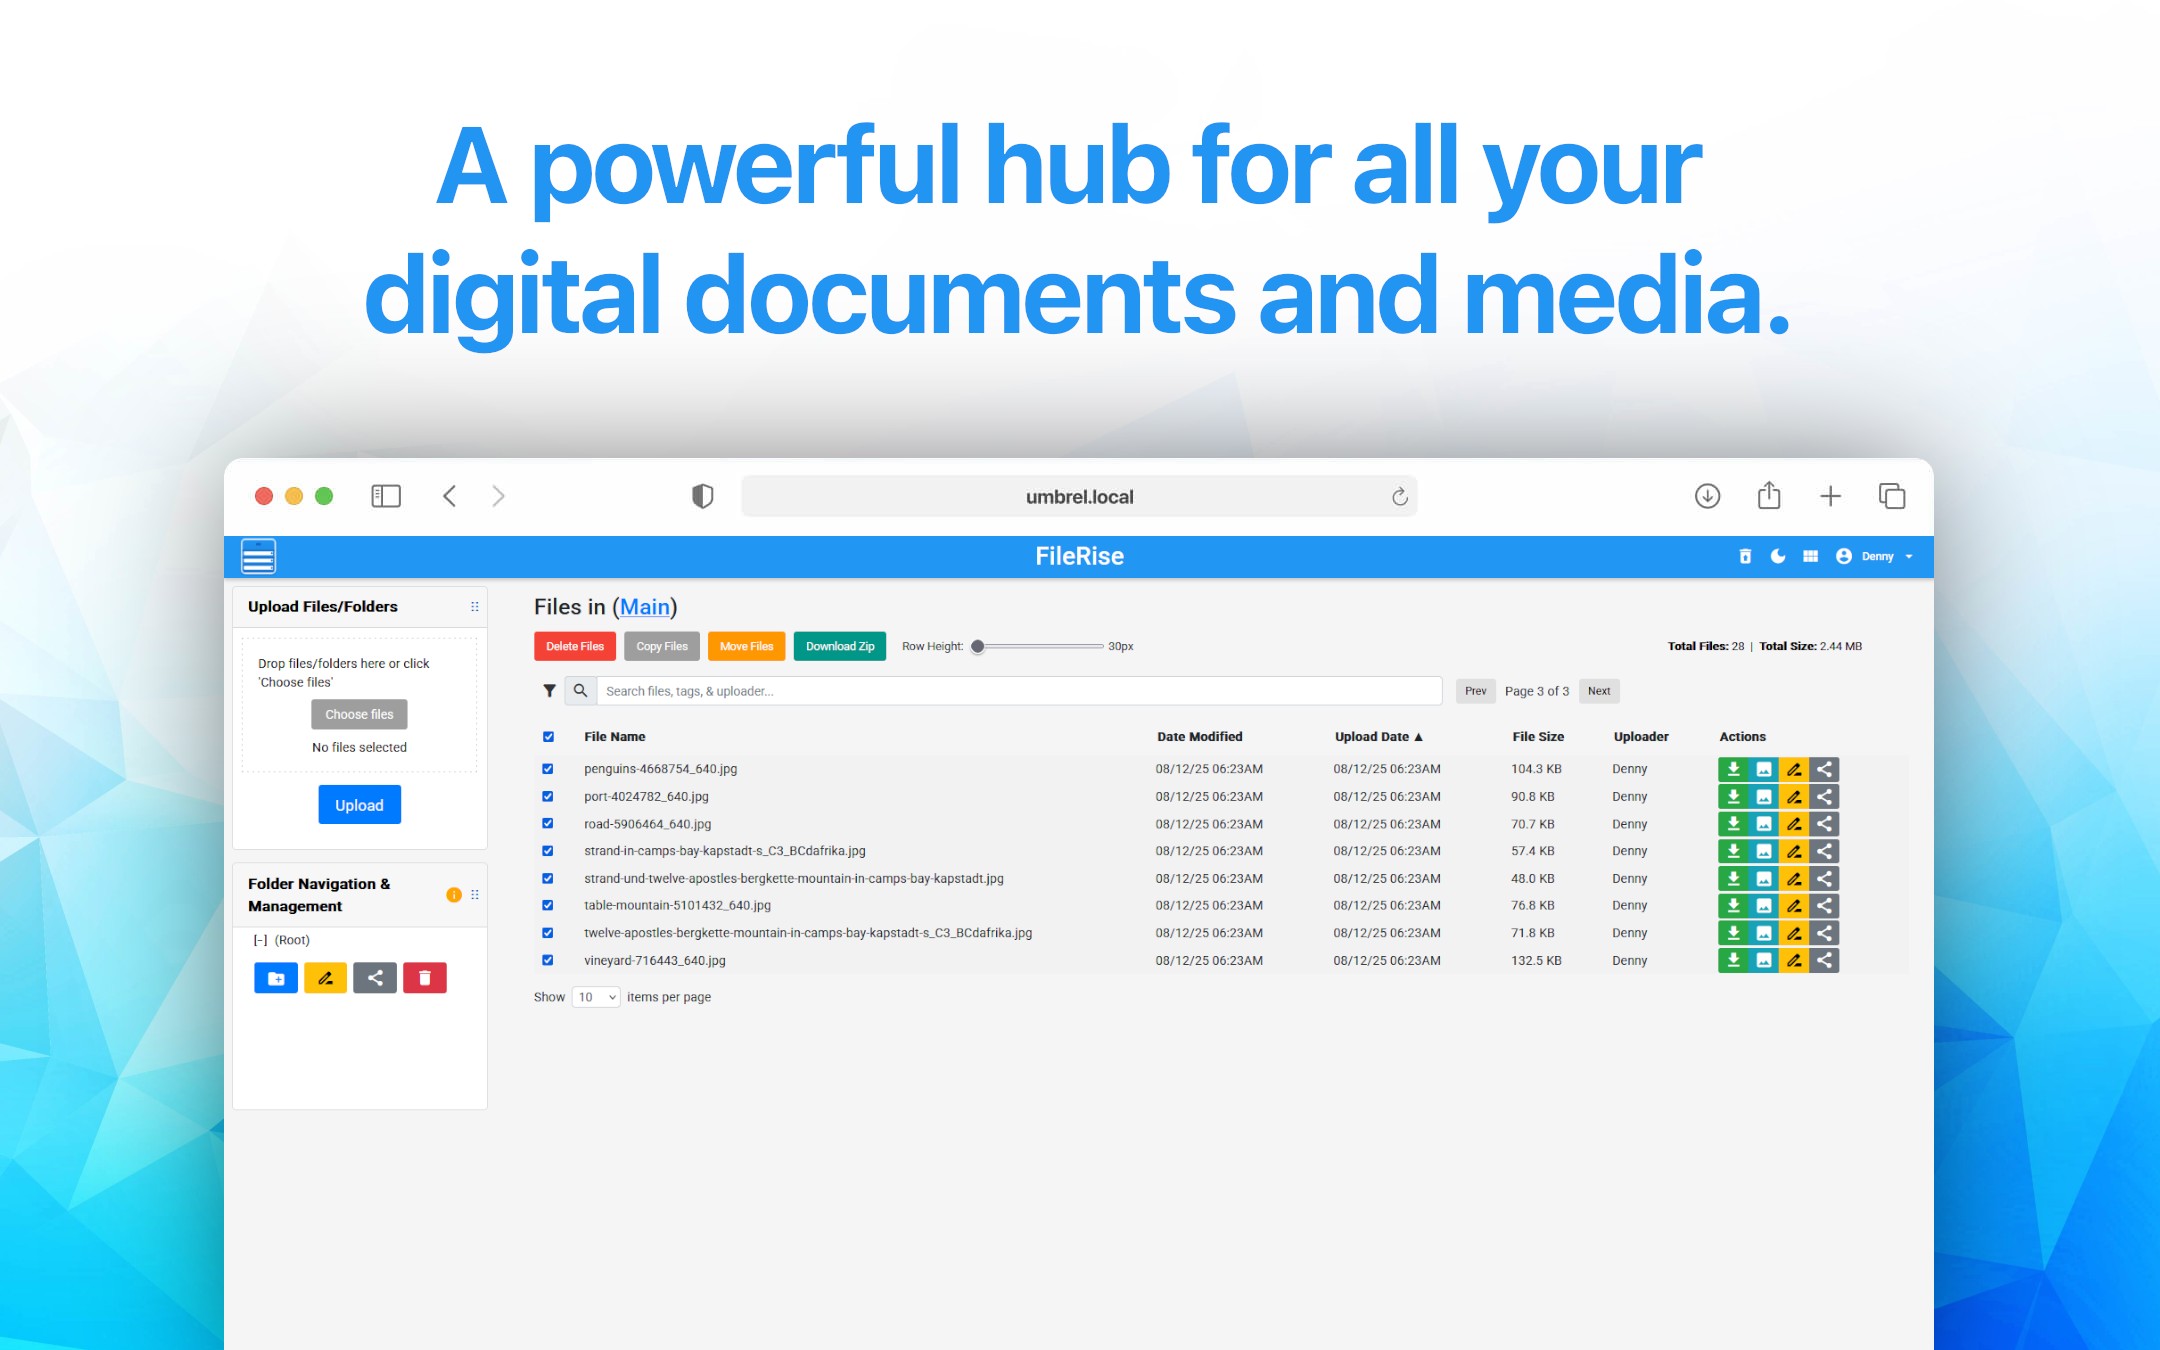 A powerful hub for all your
digital documents and media.
umbrel.local
FileRise
Denny
Upload Files/Folders
Drop files/folders here or click
'Choose files'
Choose files
No files selected
Upload
Folder Navigation &
Management
[-] (Root)
Files in (Main)
Delete Files Copy Files Move Files Download Zip Row Height: 30px Total Files: 28 | Total Size: 2.44 MB
Search files, tags, & uploader... Prev Page 3 of 3 Next
File Name Date Modified Upload Date ▲ File Size Uploader Actions
penguins-4668754_640.jpg 08/12/25 06:23AM 08/12/25 06:23AM 104.3 KB Denny
port-4024782_640.jpg 08/12/25 06:23AM 08/12/25 06:23AM 90.8 KB Denny
road-5906464_640.jpg 08/12/25 06:23AM 08/12/25 06:23AM 70.7 KB Denny
strand-in-camps-bay-kapstadt-s_C3_BCdafrika.jpg 08/12/25 06:23AM 08/12/25 06:23AM 57.4 KB Denny
strand-und-twelve-apostles-bergkette-mountain-in-camps-bay-kapstadt.jpg 08/12/25 06:23AM 08/12/25 06:23AM 48.0 KB Denny
table-mountain-5101432_640.jpg 08/12/25 06:23AM 08/12/25 06:23AM 76.8 KB Denny
twelve-apostles-bergkette-mountain-in-camps-bay-kapstadt-s_C3_BCdafrika.jpg 08/12/25 06:23AM 08/12/25 06:23AM 71.8 KB Denny
vineyard-716443_640.jpg 08/12/25 06:23AM 08/12/25 06:23AM 132.5 KB Denny
Show 10 items per page